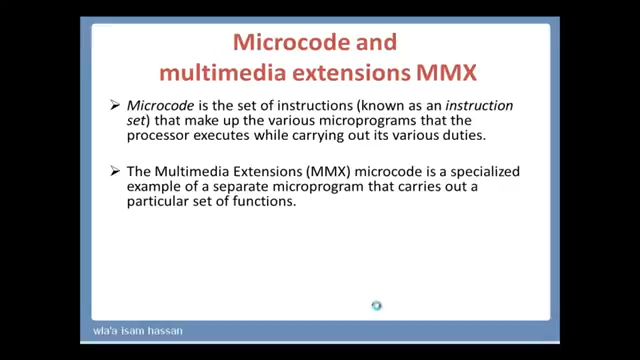 Microcode and
multimedia extensions MMX
➢ Microcode is the set of instructions (known as an instruction
set) that make up the various microprograms that the
processor executes while carrying out its various duties.
➢ The Multimedia Extensions (MMX) microcode is a specialized
example of a separate microprogram that carries out a
particular set of functions.
wla'a isam hassan